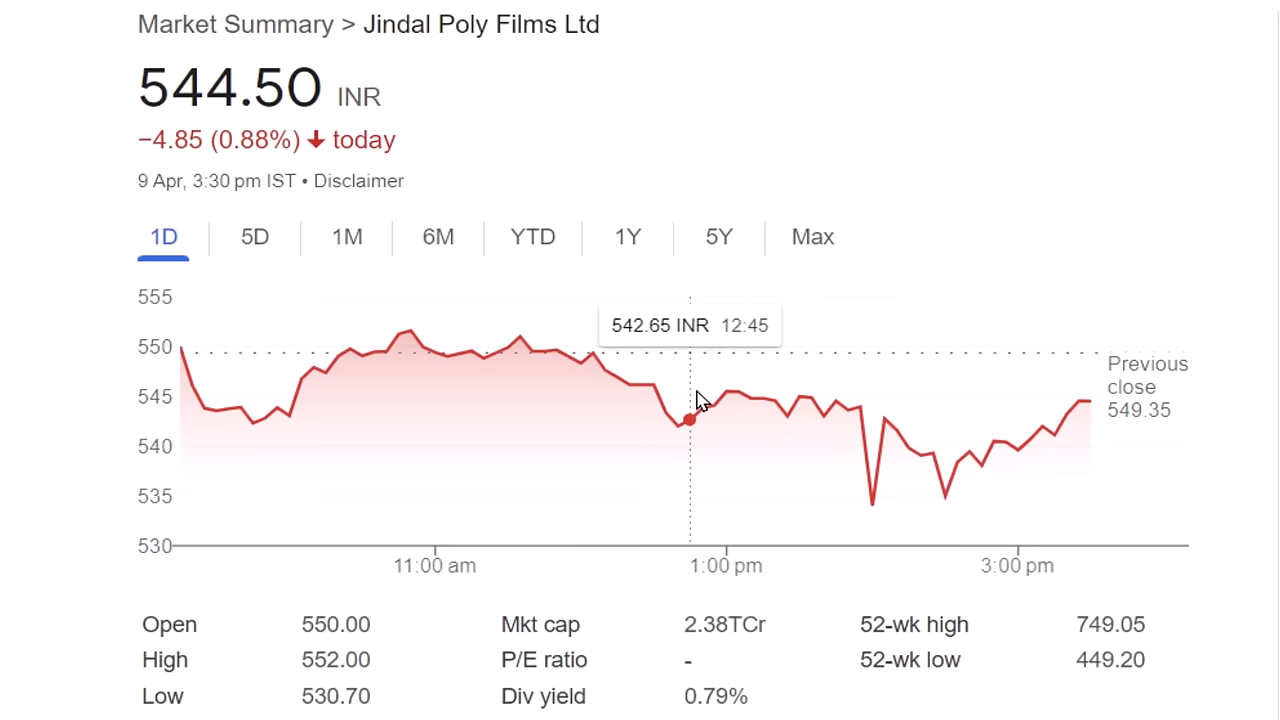 Market Summary > Jindal Poly Films Ltd
544.50 INR
−4.85 (0.88%) ↓ today
9 Apr, 3:30 pm IST • Disclaimer
1D 5D 1M 6M YTD 1Y 5Y Max
555
542.65 INR 12:45
550
Previous
close
549.35
545
540
535
530
11:00 am 1:00 pm 3:00 pm
Open 550.00 Mkt cap 2.38TCr 52-wk high 749.05
High 552.00 P/E ratio - 52-wk low 449.20
Low 530.70 Div yield 0.79%